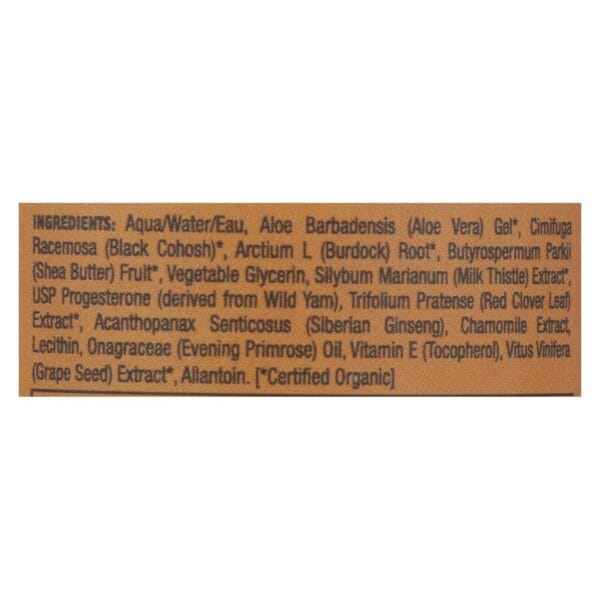 INGREDIENTS: Aqua/Water/Eau, Aloe Barbadensis (Aloe Vera) Gel*, Cimifuga
Racemosa (Black Cohosh)*, Arctium L (Burdock) Root*, Butyrospermum Parkii
(Shea Butter) Fruit*, Vegetable Glycerin, Silybum Marianum (Milk Thistle) Extract*,
USP Progesterone (derived from Wild Yam), Trifolium Pratense (Red Clover Leaf)
Extract*, Acanthopanax Senticosus (Siberian Ginseng), Chamomile Extract,
Lecithin, Onagraceae (Evening Primrose) Oil, Vitamin E (Tocopherol), Vitus Vinifera
(Grape Seed) Extract*, Allantoin. [*Certified Organic]